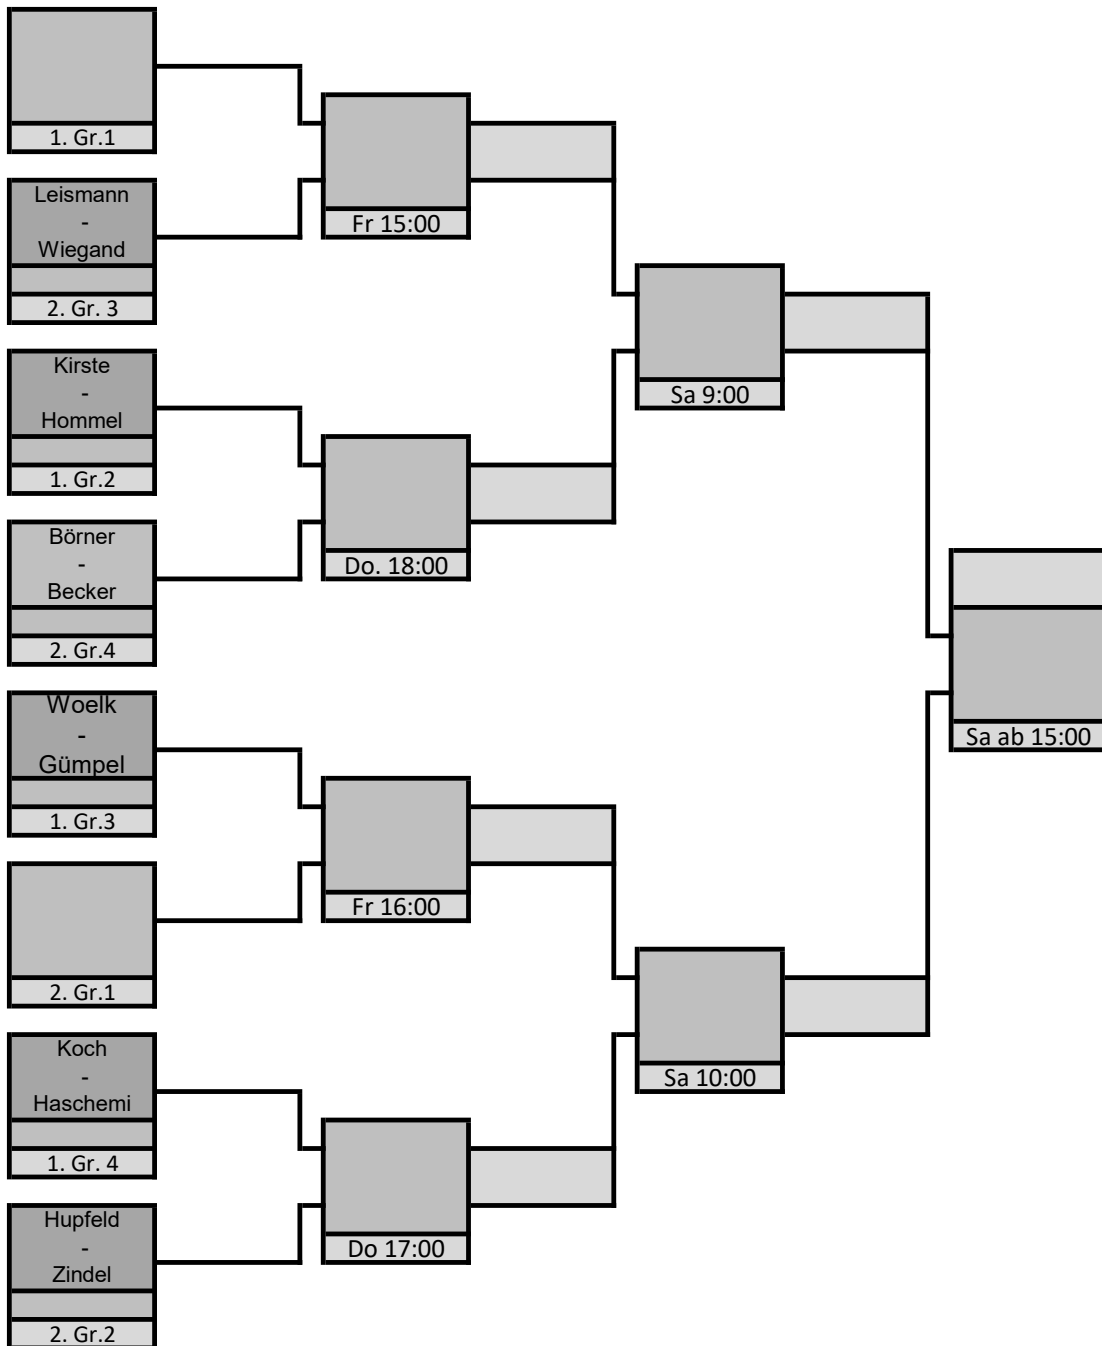 1. Gr.1
Leismann
-
Wiegand
2. Gr. 3
Kirste
-
Hommel
1. Gr.2
Börner
-
Becker
2. Gr.4
Woelk
-
Gümpel
1. Gr.3
2. Gr.1
Koch
-
Haschemi
1. Gr. 4
Hupfeld
-
Zindel
2. Gr.2
Fr 15:00
Do. 18:00
Fr 16:00
Do 17:00
Sa 9:00
Sa 10:00
Sa ab 15:00